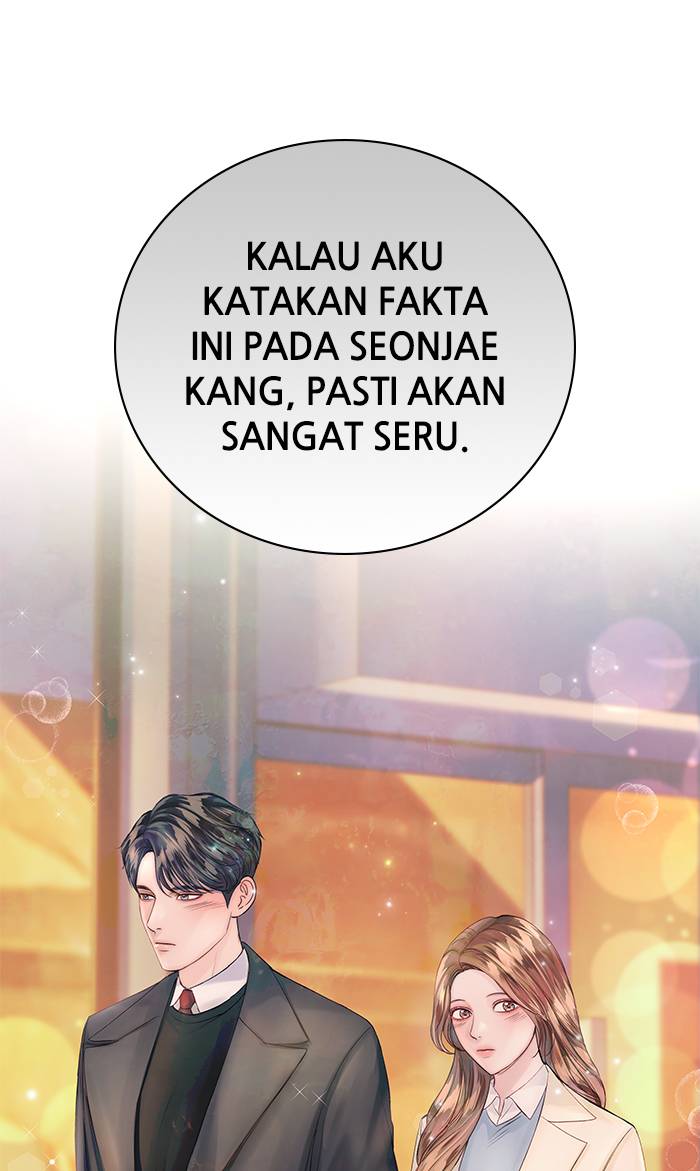 KALAU AKU
KATAKAN FAKTA
INI PADA SEONJAE
KANG, PASTI AKAN
SANGAT SERU.